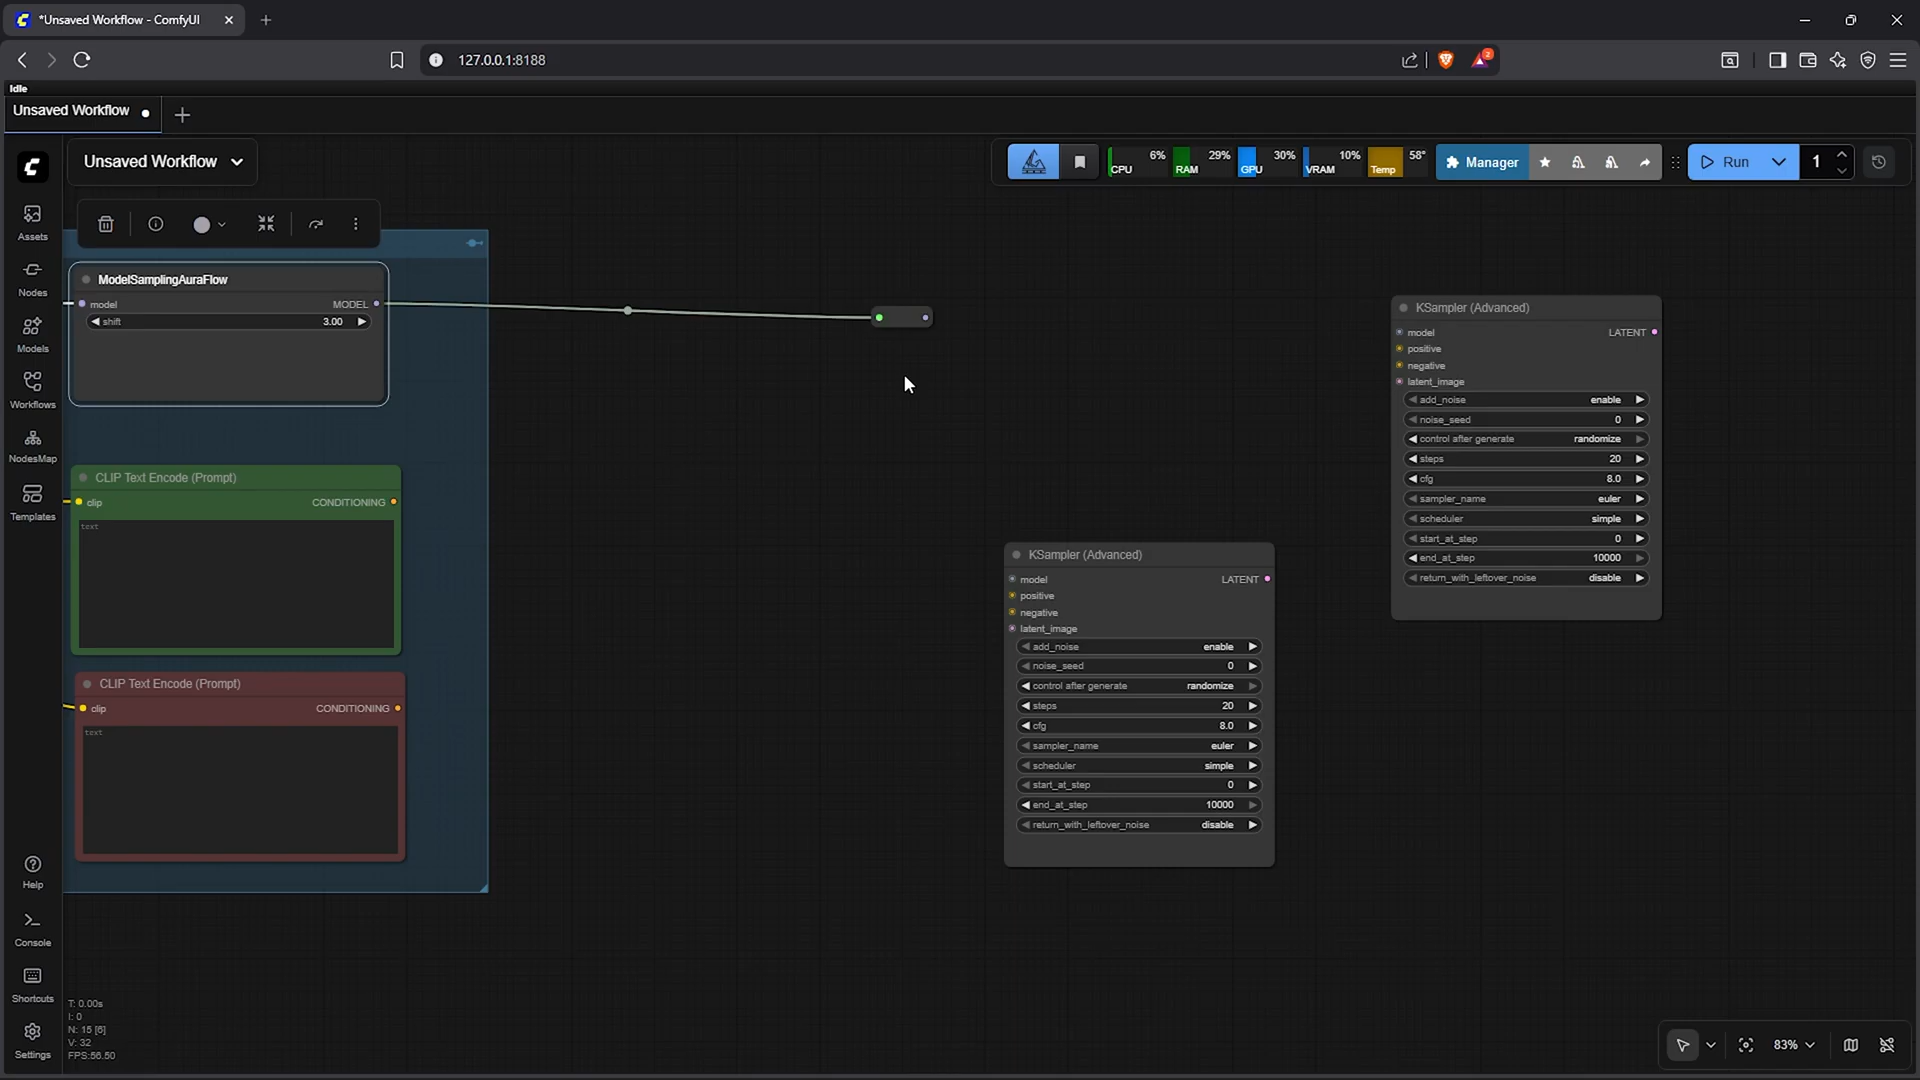 *Unsaved Workflow - ComfyUI
127.0.0.1:8188
2
Idle
Unsaved Workflow
Unsaved Workflow
CPU 6%
RAM 29%
GPU 30%
VRAM 10%
Temp 58°
Manager
Run
1
Assets
Nodes
Models
Workflows
NodesMap
Templates
Help
Console
Shortcuts
Settings
ModelSamplingAuraFlow
model MODEL
shift 3.00
CLIP Text Encode (Prompt)
clip CONDITIONING
text
CLIP Text Encode (Prompt)
clip CONDITIONING
text
KSampler (Advanced)
model LATENT
positive
negative
latent_image
add_noise enable
noise_seed 0
control after generate randomize
steps 20
cfg 8.0
sampler_name euler
scheduler simple
start_at_step 0
end_at_step 10000
return_with_leftover_noise disable
KSampler (Advanced)
model LATENT
positive
negative
latent_image
add_noise enable
noise_seed 0
control after generate randomize
steps 20
cfg 8.0
sampler_name euler
scheduler simple
start_at_step 0
end_at_step 10000
return_with_leftover_noise disable
T: 0.00s
I: 0
N: 15 [6]
V: 32
FPS:56.50
83%